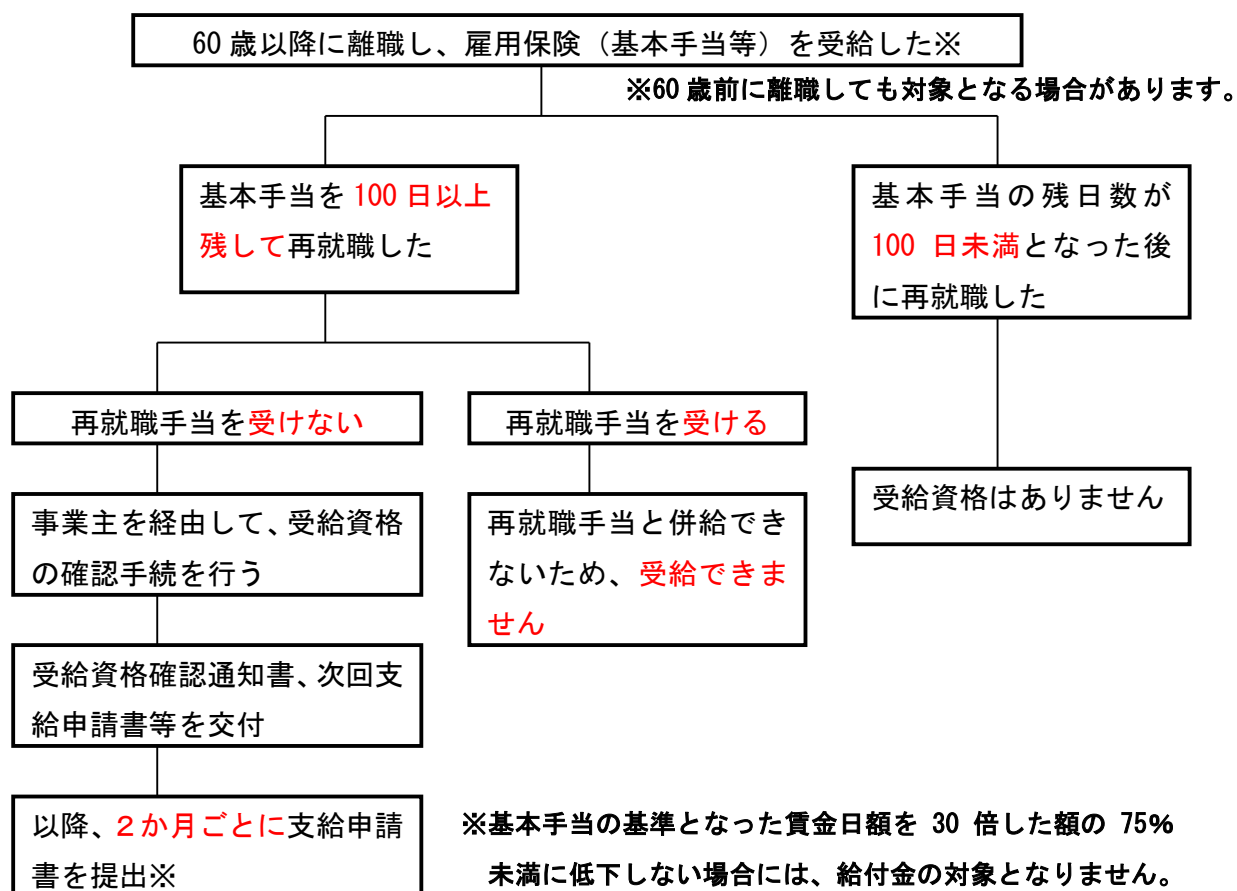 60 歳以降に離職し、雇用保険（基本手当等）を受給した※
※60 歳前に離職しても対象となる場合があります。
基本手当を 100 日以上
残して再就職した
基本手当の残日数が
100 日未満となった後
に再就職した
再就職手当を受けない
再就職手当を受ける
事業主を経由して、受給資格
の確認手続を行う
再就職手当と併給でき
ないため、受給できま
せん
受給資格はありません
受給資格確認通知書、次回支
給申請書等を交付
以降、２か月ごとに支給申請
書を提出※
※基本手当の基準となった賃金日額を 30 倍した額の 75%
未満に低下しない場合には、給付金の対象となりません。